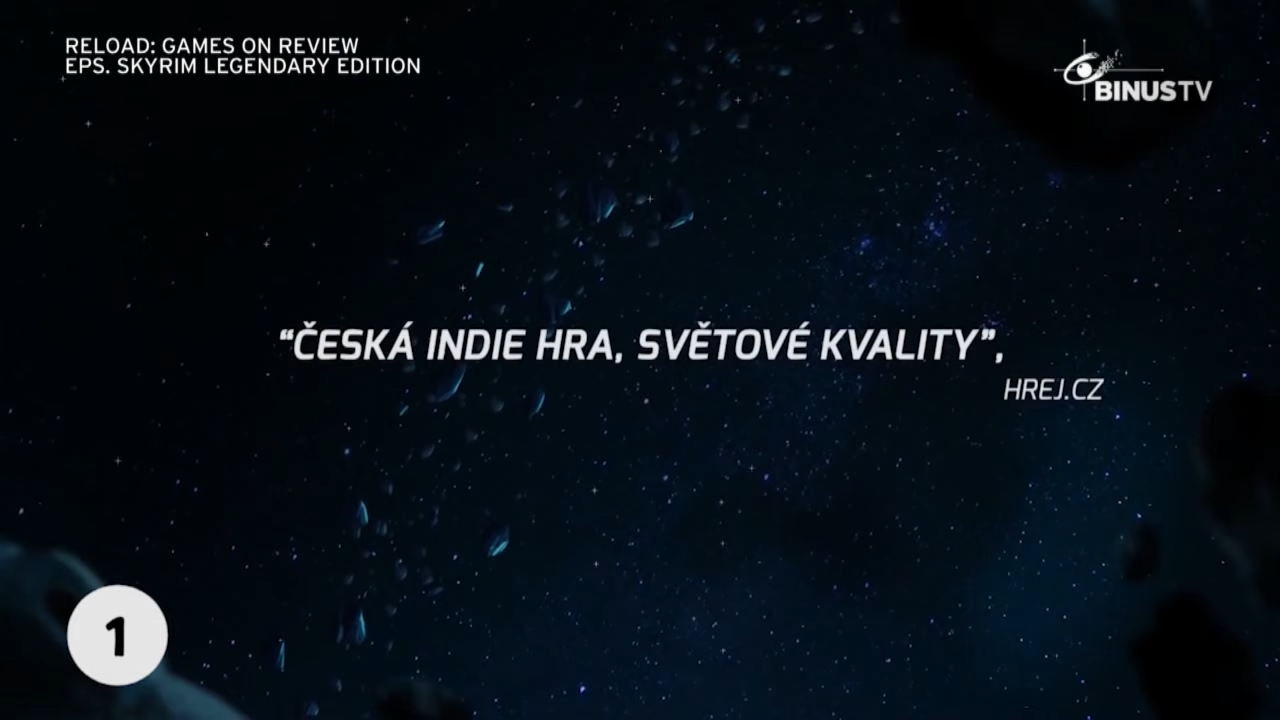 RELOAD: GAMES ON REVIEW
EPS. SKYRIM LEGENDARY EDITION
BINUSTV
“ČESKÁ INDIE HRA, SVĚTOVÉ KVALITY”,
HREJ.CZ
1